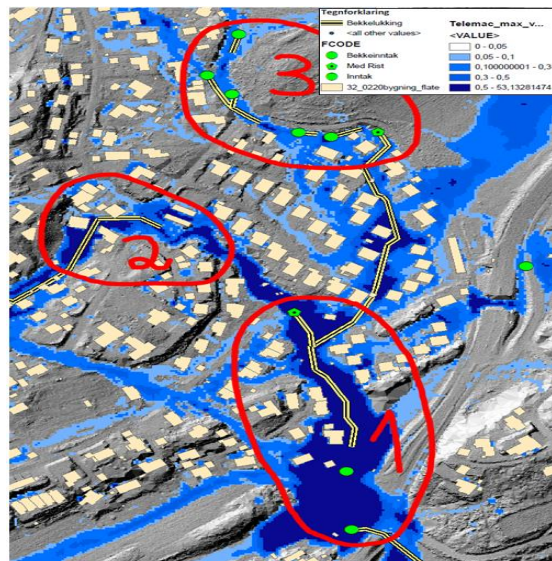 Tegnforklaring
Bekkelukking
<all other values>
FCODE
Bekkeinntak
Med Rist
Inntak
32_0220bygning_flate
Telemac_max_v...
<VALUE>
0 - 0,05
0,05 - 0,1
0,100000001 - 0,3
0,3 - 0,5
0,5 - 53,13281474
3
2
1